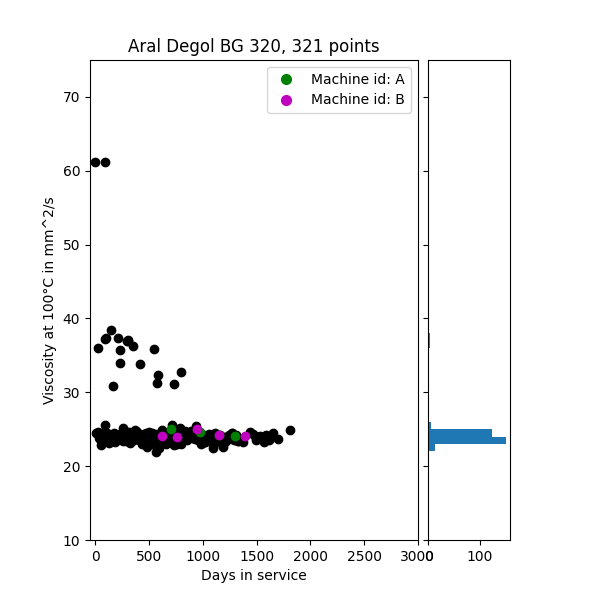 Aral Degol BG 320, 321 points
Machine id: A
Machine id: B
Viscosity at 100°C in mm^2/s
70
60
50
40
30
20
10
0 500 1000 1500 2000 2500 3000
0 100
Days in service